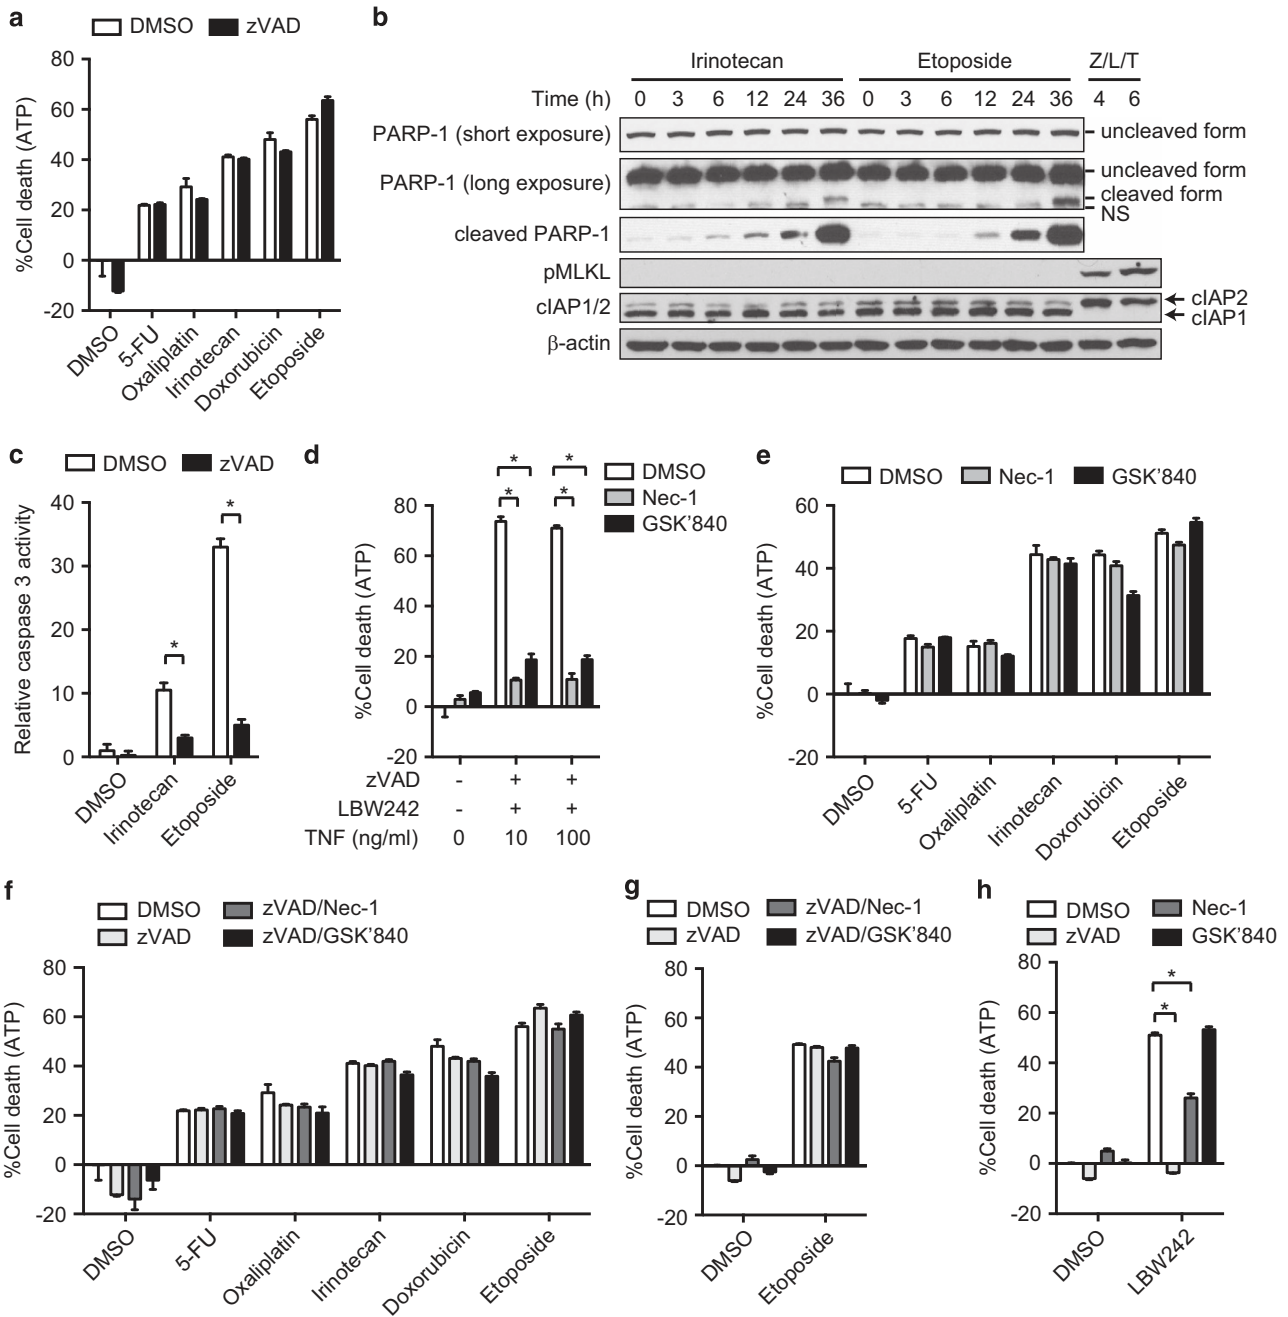 a
DMSO zVAD
%Cell death (ATP)
80
60
40
20
0
-20
DMSO
5-FU
Oxaliplatin
Irinotecan
Doxorubicin
Etoposide
b
Irinotecan Etoposide Z/L/T
Time (h) 0 3 6 12 24 36 0 3 6 12 24 36 4 6
PARP-1 (short exposure) uncleaved form
PARP-1 (long exposure) uncleaved form
cleaved form
NS
cleaved PARP-1
pMLKL
cIAP1/2 cIAP2
cIAP1
β-actin
c
DMSO zVAD
Relative caspase 3 activity
40
30
20
10
0
* *
DMSO
Irinotecan
Etoposide
d
DMSO
Nec-1
GSK'840
%Cell death (ATP)
80
60
40
20
0
-20
* *
* *
zVAD - + +
LBW242 - + +
TNF (ng/ml) 0 10 100
e
DMSO Nec-1 GSK'840
%Cell death (ATP)
60
40
20
0
-20
DMSO
5-FU
Oxaliplatin
Irinotecan
Doxorubicin
Etoposide
f
DMSO zVAD/Nec-1
zVAD zVAD/GSK'840
%Cell death (ATP)
80
60
40
20
0
-20
DMSO
5-FU
Oxaliplatin
Irinotecan
Doxorubicin
Etoposide
g
DMSO zVAD/Nec-1
zVAD zVAD/GSK'840
%Cell death (ATP)
80
60
40
20
0
-20
DMSO
Etoposide
h
DMSO Nec-1
zVAD GSK'840
%Cell death (ATP)
80
60
40
20
0
-20
*
*
DMSO
LBW242